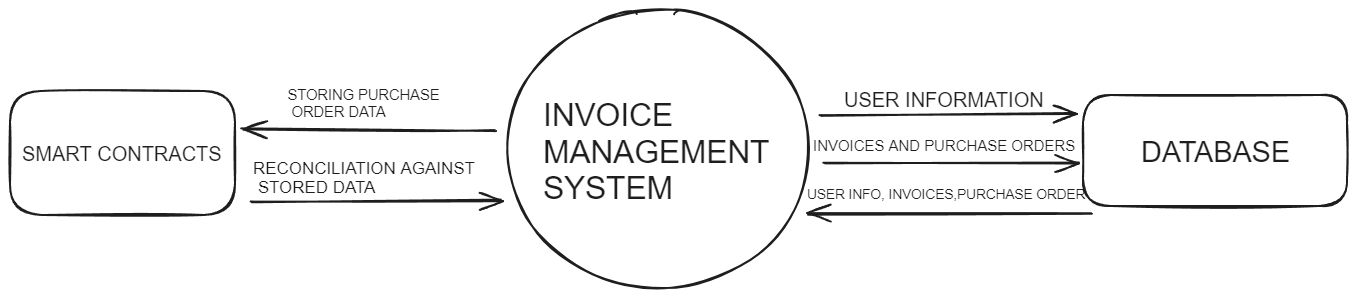 STORING PURCHASE
ORDER DATA
SMART CONTRACTS
RECONCILIATION AGAINST
STORED DATA
INVOICE
MANAGEMENT
SYSTEM
USER INFORMATION
INVOICES AND PURCHASE ORDERS
USER INFO, INVOICES,PURCHASE ORDER
DATABASE